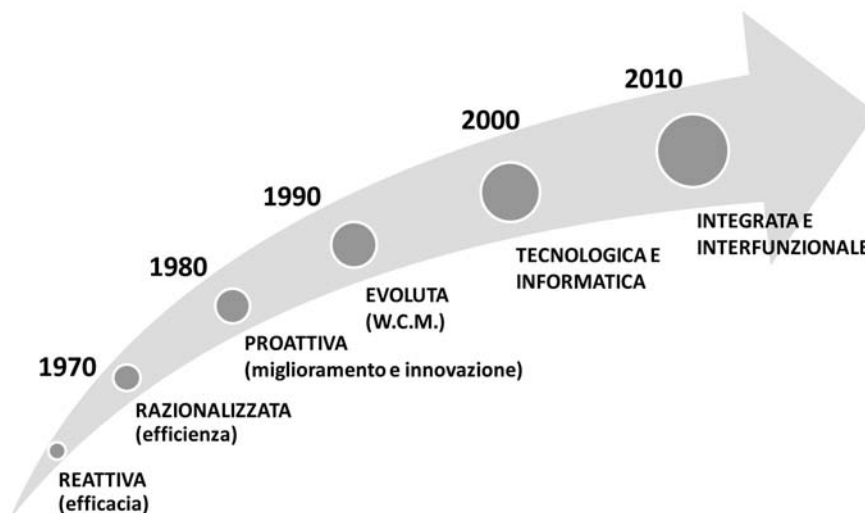 2010
2000
1990
1980
1970
INTEGRATA E
INTERFUNZIONALE
TECNOLOGICA E
INFORMATICA
EVOLUTA
(W.C.M.)
PROATTIVA
(miglioramento e innovazione)
RAZIONALIZZATA
(efficienza)
REATTIVA
(efficacia)